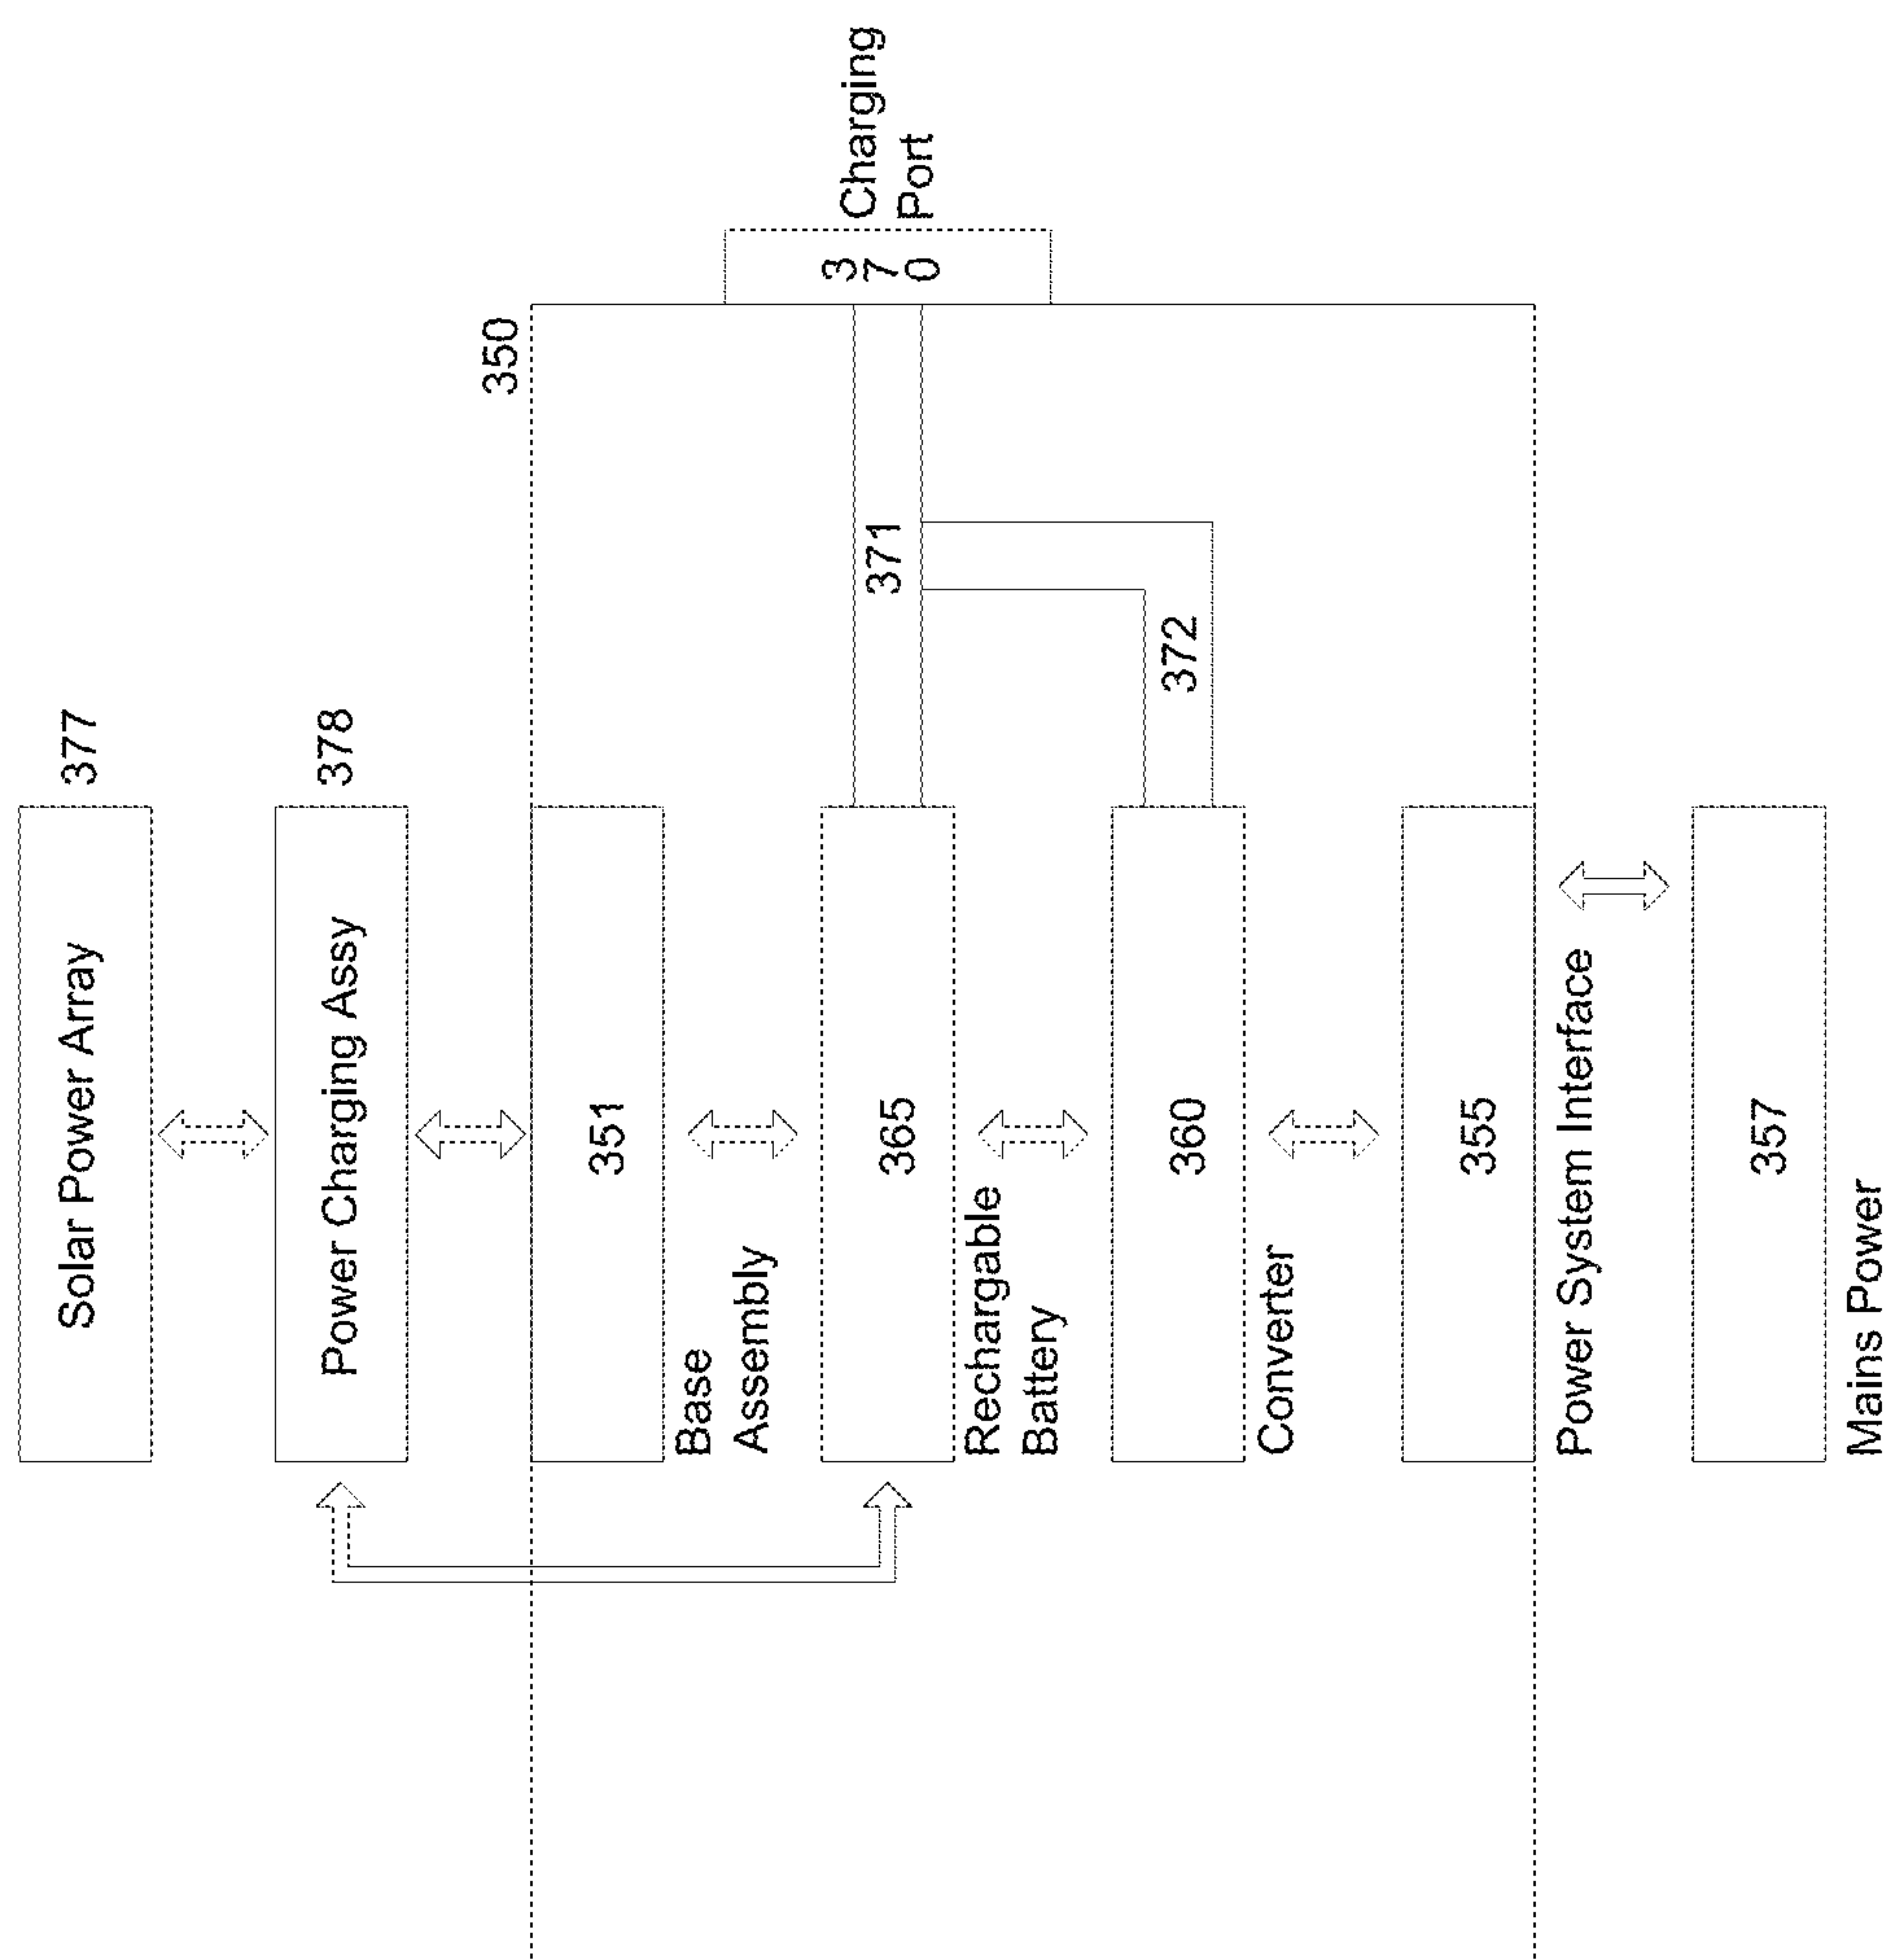 Solar Power Array
377
Power Charging Assy
378
350
351
Base
Assembly
365
Rechargable
Battery
371
370
Charging
Port
360
Converter
372
355
Power System Interface
357
Mains Power